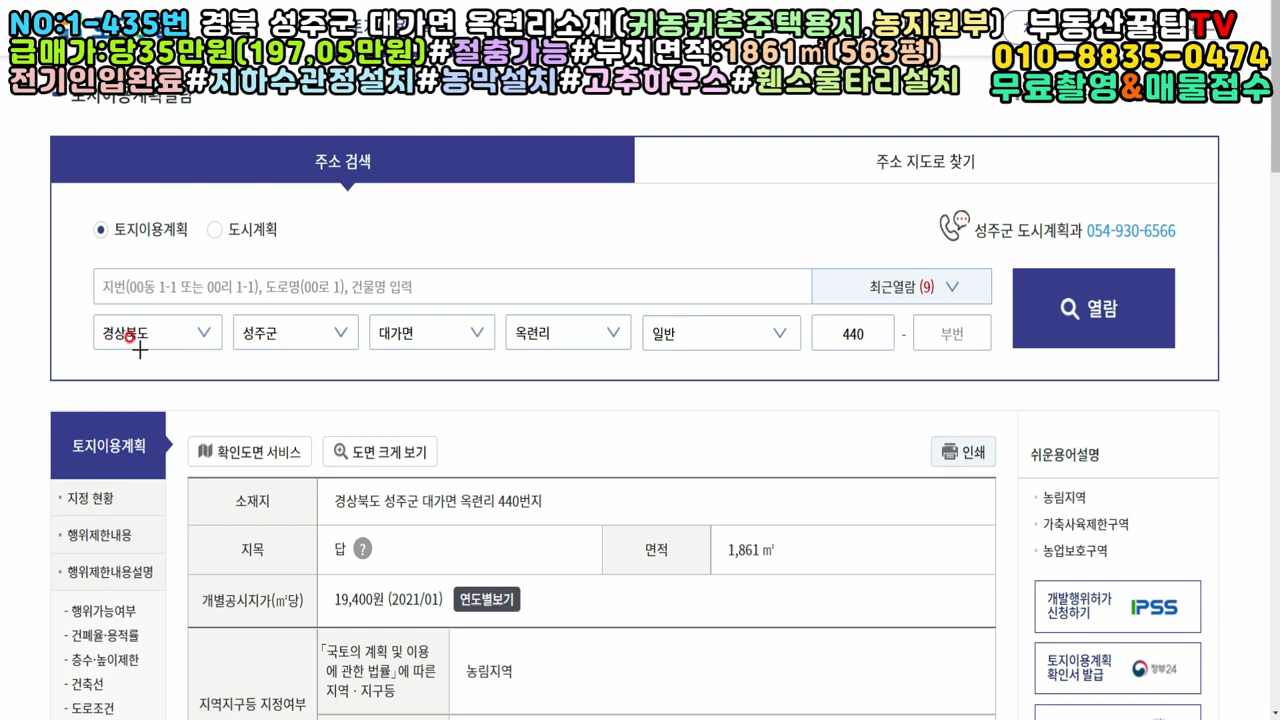 NO:1-435번 경북 성주군 대가면 옥련리소재(귀농귀촌주택용지,농지원부) 부동산꿀팁TV
급매가:당35만원(197,05만원)#절충가능#부지면적:1861㎡(563평) 010-8835-0474
전기인입완료#지하수관정설치#농막설치#고추하우스#휀스울타리설치 무료촬영&매물접수
토지이용계획열람
주소 검색 주소 지도로 찾기
토지이용계획 도시계획 성주군 도시계획과 054-930-6566
지번(00동 1-1 또는 00리 1-1), 도로명(00로 1), 건물명 입력 최근열람 (9) 열람
경상북도 성주군 대가면 옥련리 일반 440 - 부번
토지이용계획 확인도면 서비스 도면 크게 보기 인쇄 쉬운용어설명
· 지정 현황 소재지 경상북도 성주군 대가면 옥련리 440번지 · 농림지역
· 가축사육제한구역
· 행위제한내용 지목 답 ? 면적 1,861 ㎡ · 농업보호구역
· 행위제한내용설명 개별공시지가(㎡당) 19,400원 (2021/01) 연도별보기 개발행위허가
신청하기 IPSS
- 행위가능여부
- 건폐율·용적률
- 층수·높이제한
- 건축선
- 도로조건
지역지구등 지정여부 「국토의 계획 및 이용
에 관한 법률」에 따른
지역 · 지구등 농림지역
토지이용계획
확인서 발급 정부24